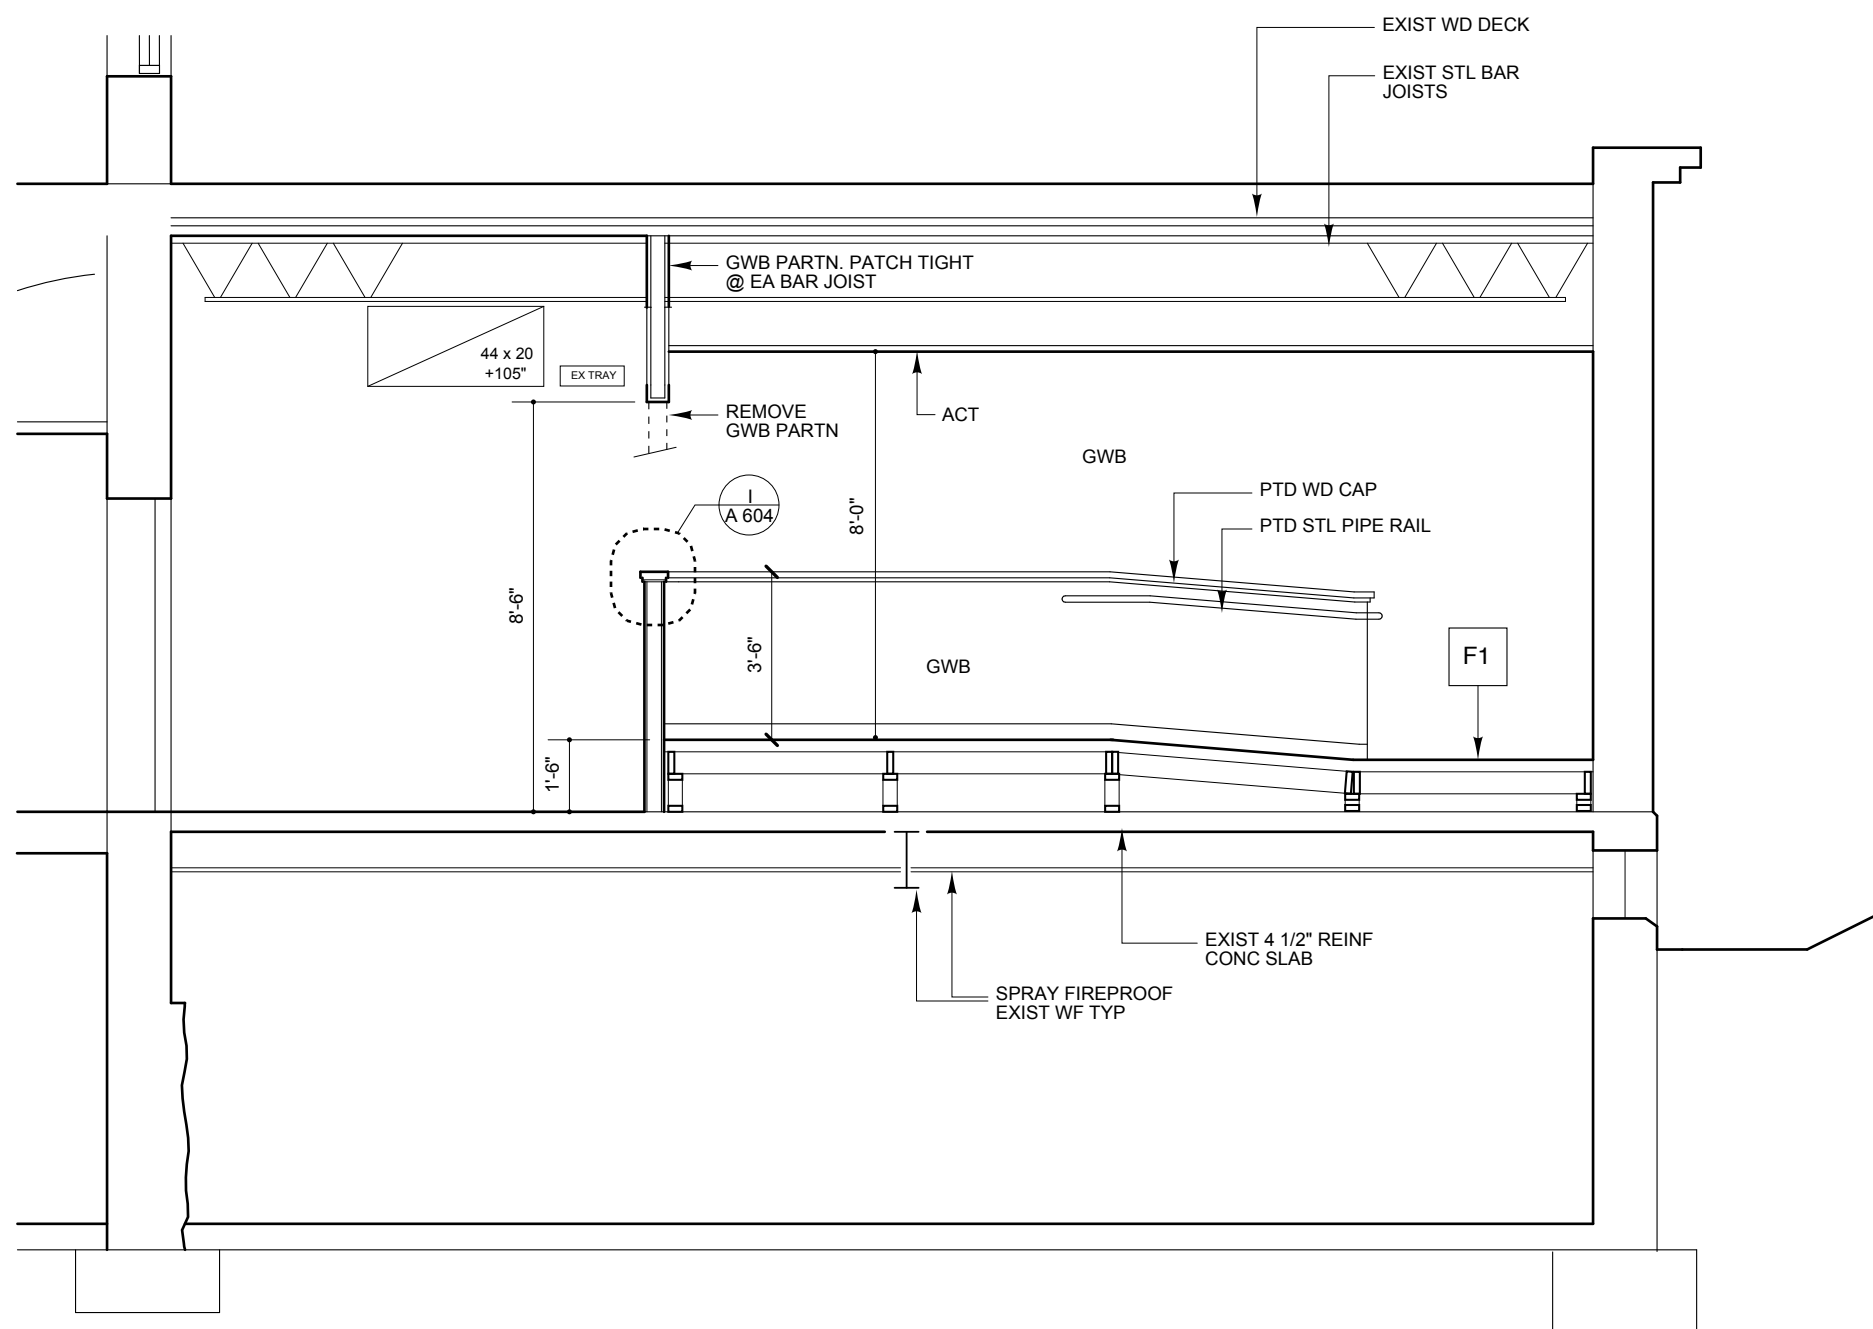 EXIST WD DECK
EXIST STL BAR
JOISTS
GWB PARTN. PATCH TIGHT
@ EA BAR JOIST
44 x 20
+105"
EX TRAY
REMOVE
GWB PARTN
ACT
GWB
I
A 604
PTD WD CAP
PTD STL PIPE RAIL
8'-0"
8'-6"
3'-6"
GWB
F1
1'-6"
EXIST 4 1/2" REINF
CONC SLAB
SPRAY FIREPROOF
EXIST WF TYP